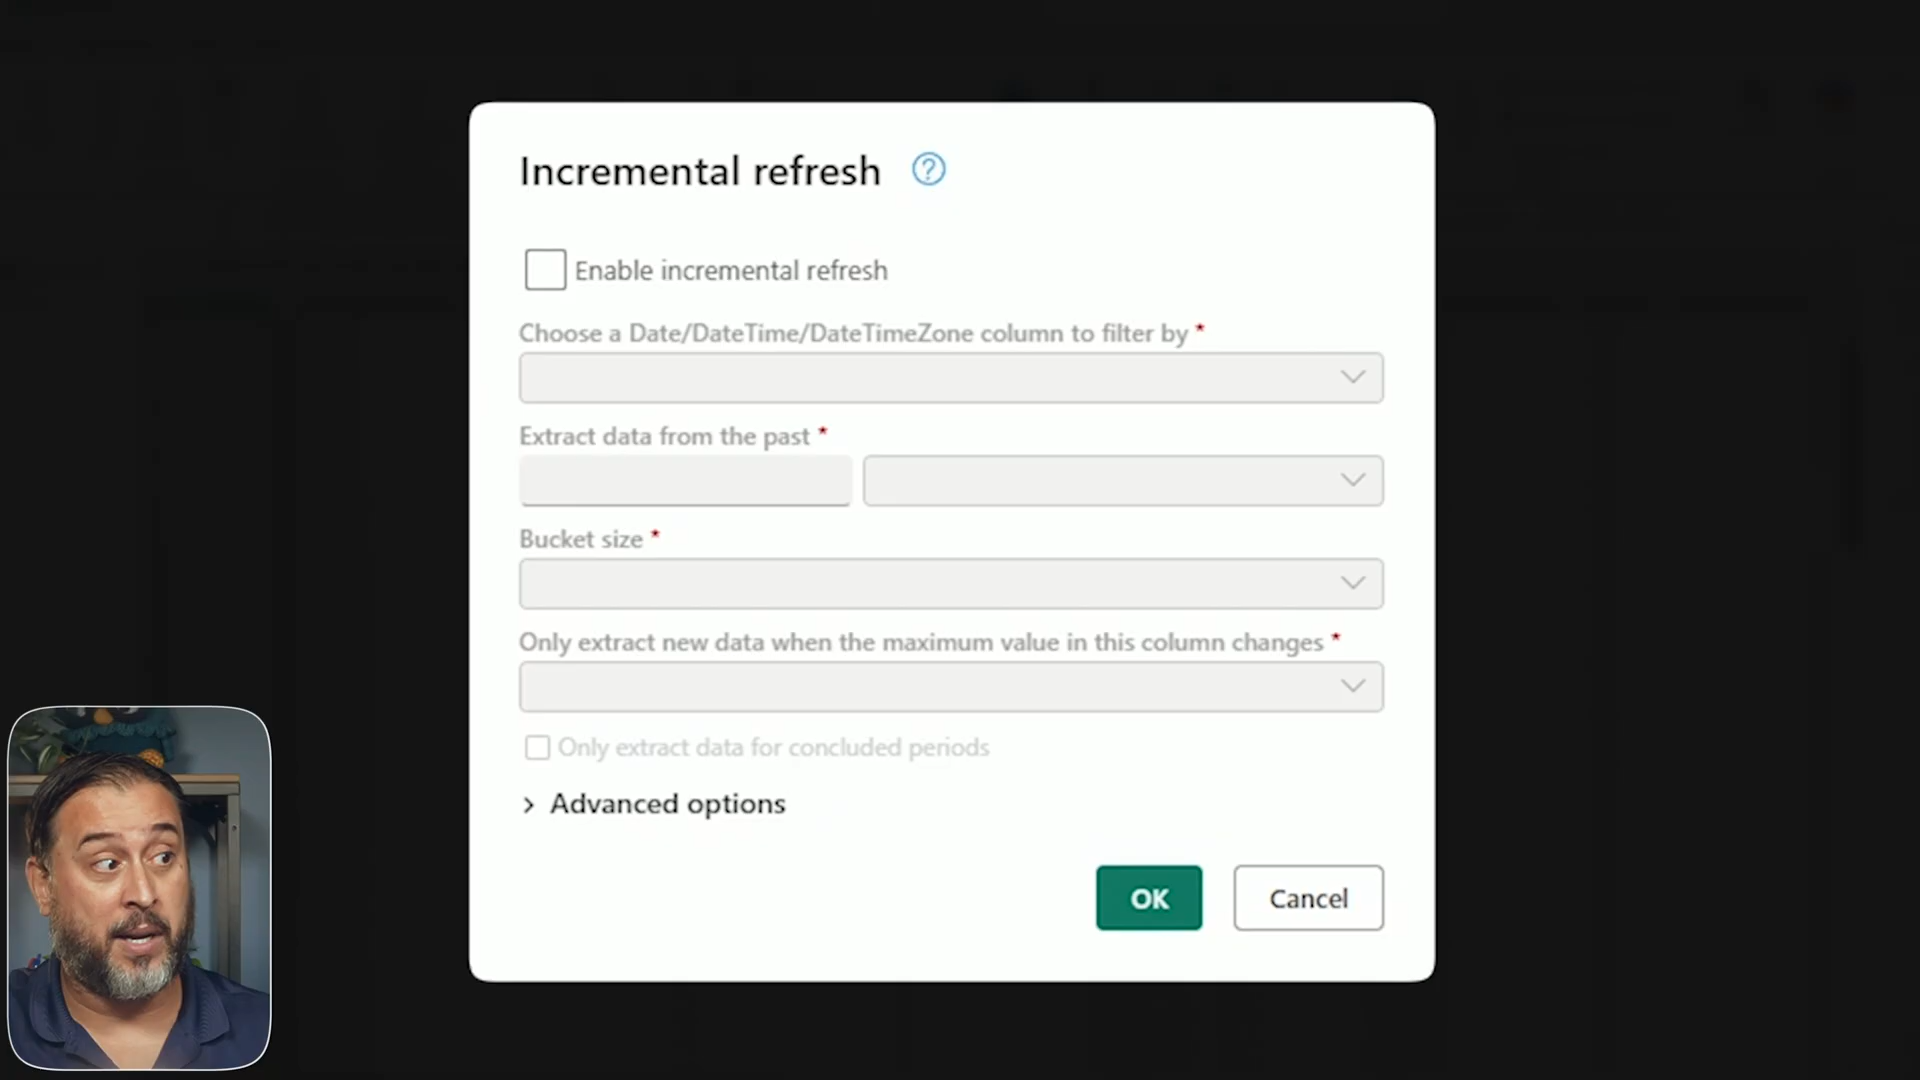 Incremental refresh
Enable incremental refresh
Choose a Date/DateTime/DateTimeZone column to filter by *
Extract data from the past *
Bucket size *
Only extract new data when the maximum value in this column changes *
Only extract data for concluded periods
Advanced options
OK
Cancel